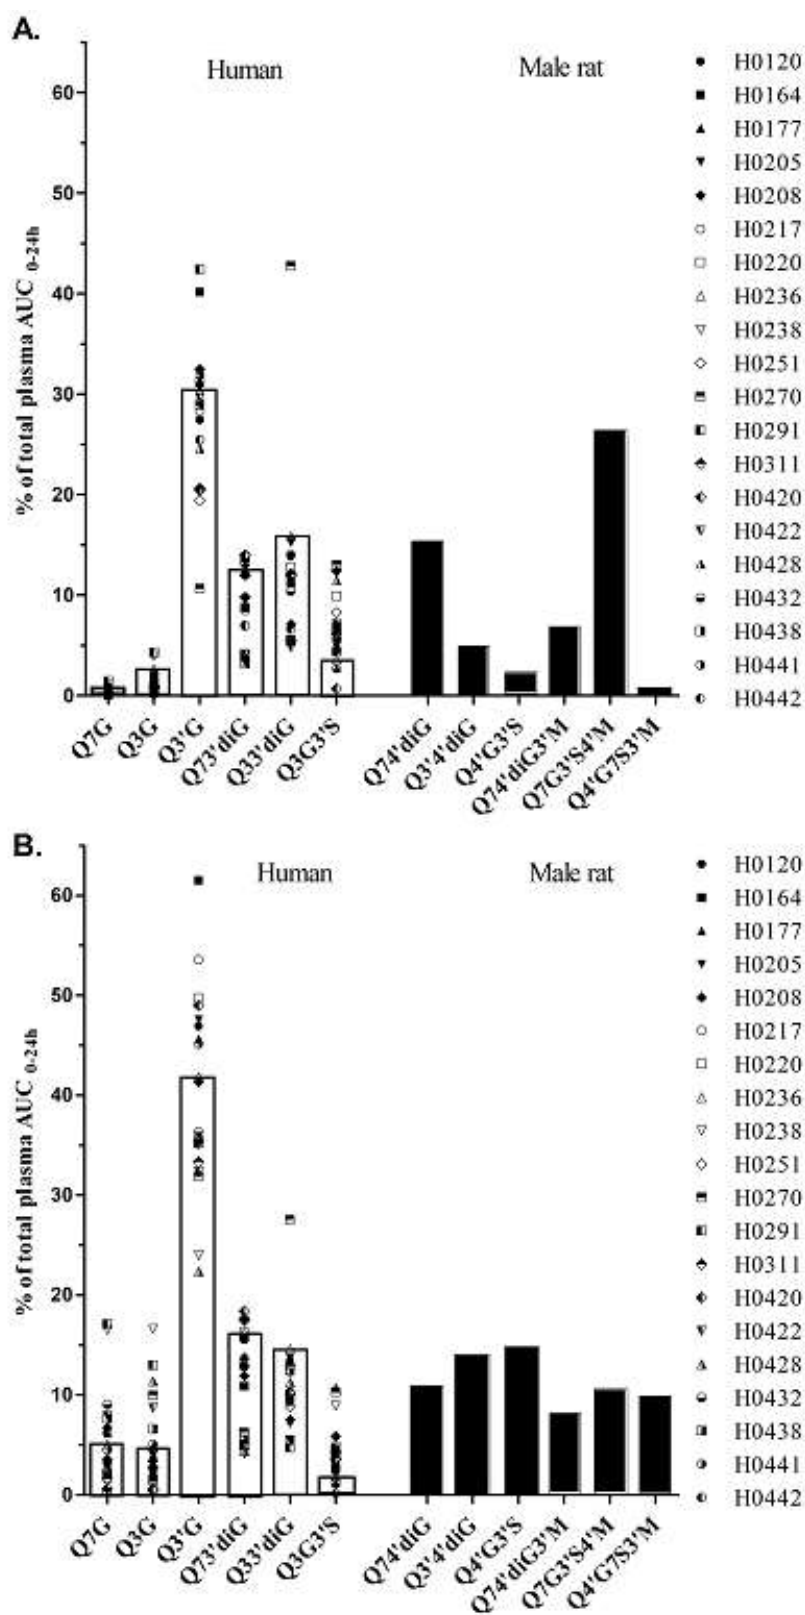 A.
Human
Male rat
% of total plasma AUC 0-24h
60
50
40
30
20
10
0
Q7G
Q3G
Q3'G
Q73'diG
Q33'diG
Q3G3'S
Q74'diG
Q3'4'diG
Q4'G3'S
Q74'diG3'M
Q7G3'S4'M
Q4'G7S3'M
H0120
H0164
H0177
H0205
H0208
H0217
H0220
H0236
H0238
H0251
H0270
H0291
H0311
H0420
H0422
H0428
H0432
H0438
H0441
H0442
B.
Human
Male rat
% of total plasma AUC 0-24h
60
50
40
30
20
10
0
Q7G
Q3G
Q3'G
Q73'diG
Q33'diG
Q3G3'S
Q74'diG
Q3'4'diG
Q4'G3'S
Q74'diG3'M
Q7G3'S4'M
Q4'G7S3'M
H0120
H0164
H0177
H0205
H0208
H0217
H0220
H0236
H0238
H0251
H0270
H0291
H0311
H0420
H0422
H0428
H0432
H0438
H0441
H0442